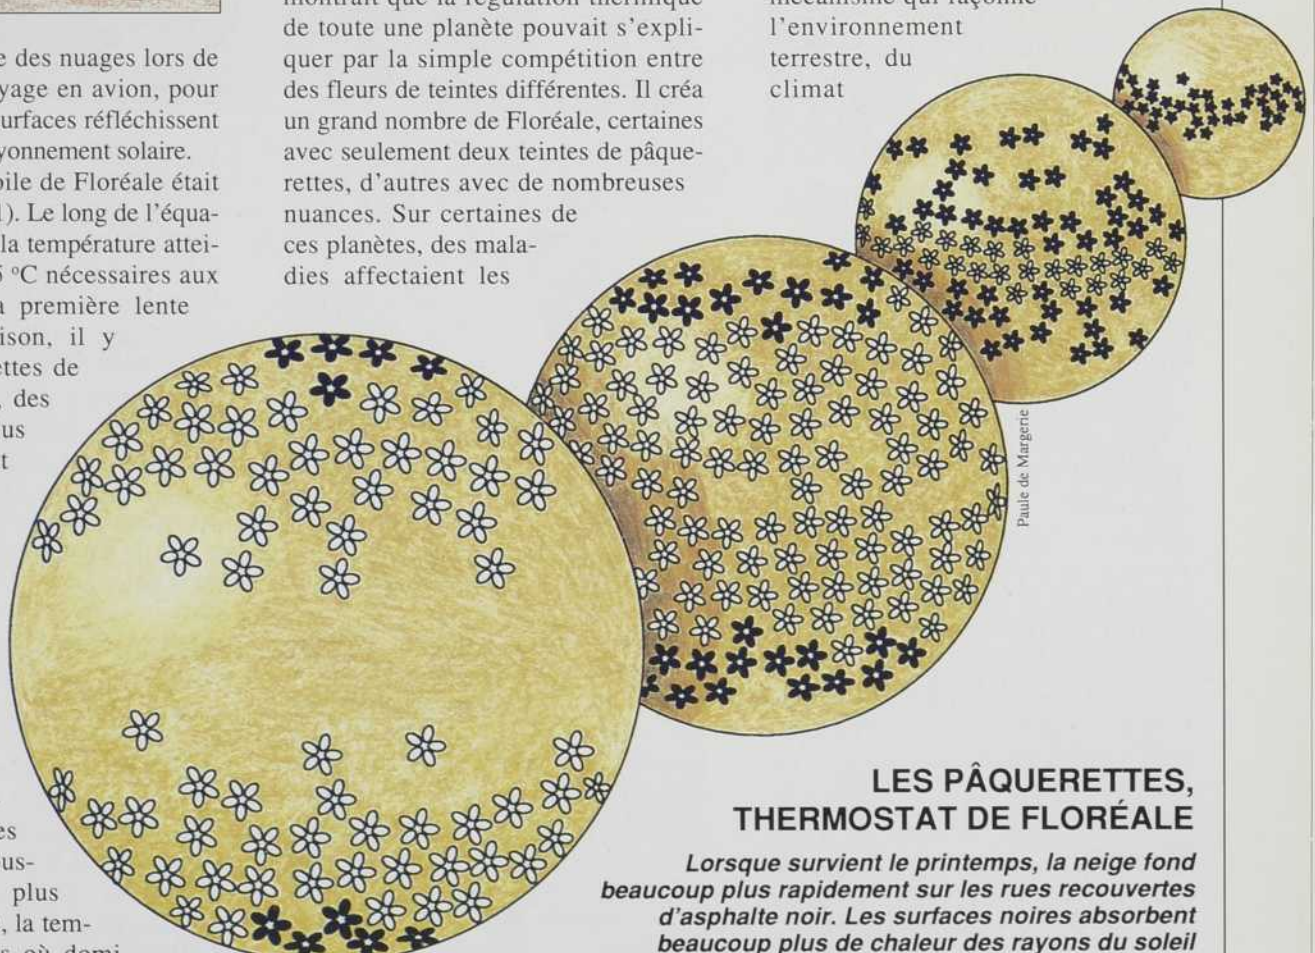 e des nuages lors de
yage en avion, pour
urfaces réfléchissent
yonnement solaire.
oile de Floréale était
l). Le long de l'équa-
la température attei-
5 °C nécessaires aux
a première lente
ison, il y
ettes de
, des
us
t
es
us-
plus
, la tem-
s où domi
montrait que la régulation thermique
de toute une planète pouvait s'expli-
quer par la simple compétition entre
des fleurs de teintes différentes. Il créa
un grand nombre de Floréale, certaines
avec seulement deux teintes de pâque-
rettes, d'autres avec de nombreuses
nuances. Sur certaines de
ces planètes, des mala-
dies affectaient les
mécanisme qui façonne
l'environnement
terrestre, du
climat
Paule de Margerie
LES PÂQUERETTES,
THERMOSTAT DE FLORÉALE
Lorsque survient le printemps, la neige fond
beaucoup plus rapidement sur les rues recouvertes
d'asphalte noir. Les surfaces noires absorbent
beaucoup plus de chaleur des rayons du soleil